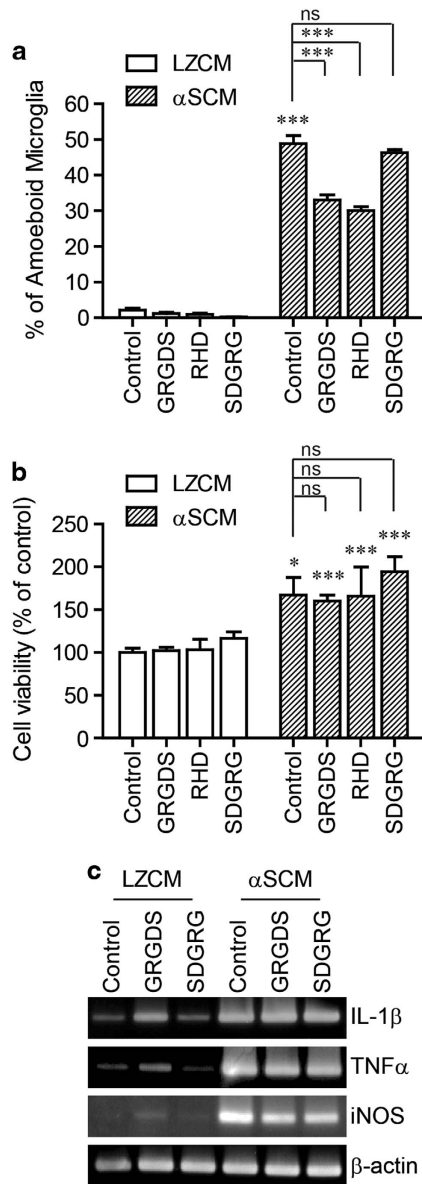 a
ns
***
***
LZCM
αSCM
% of Amoeboid Microglia
60
50
40
30
20
10
0
***
Control
GRGDS
RHD
SDGRG
Control
GRGDS
RHD
SDGRG
b
ns
ns
ns
LZCM
αSCM
Cell viability (% of control)
250
200
150
100
50
0
*
***
***
***
Control
GRGDS
RHD
SDGRG
Control
GRGDS
RHD
SDGRG
c
LZCM
αSCM
Control
GRGDS
SDGRG
Control
GRGDS
SDGRG
IL-1β
TNFα
iNOS
β-actin